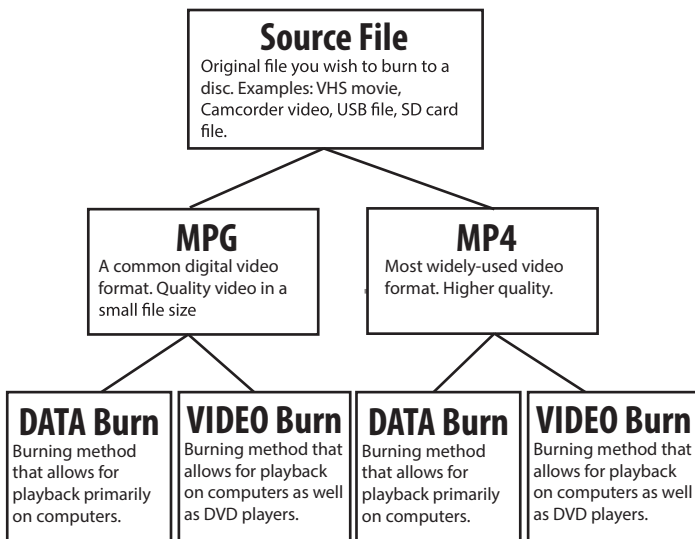 Source File
Original file you wish to burn to a
disc. Examples: VHS movie,
Camcorder video, USB file, SD card
file.
MPG
A common digital video
format. Quality video in a
small file size
MP4
Most widely-used video
format. Higher quality.
DATA Burn
Burning method
that allows for
playback primarily
on computers.
VIDEO Burn
Burning method that
allows for playback
on computers as well
as DVD players.
DATA Burn
Burning method
that allows for
playback primarily
on computers.
VIDEO Burn
Burning method that
allows for playback
on computers as well
as DVD players.